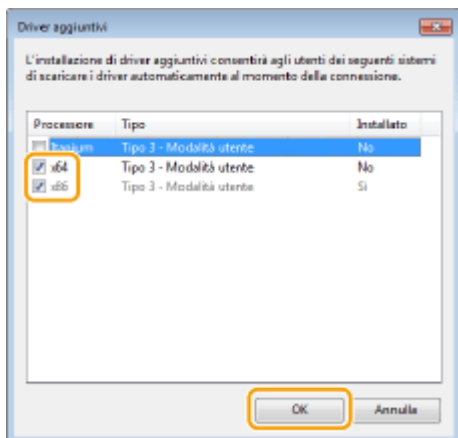 Driver aggiuntivi
L'installazione di driver aggiuntivi consentirà agli utenti dei seguenti sistemi
di scaricare i driver automaticamente al momento della connessione.
Processore Tipo Installato
Itanium Tipo 3 - Modalità utente No
x64 Tipo 3 - Modalità utente No
x86 Tipo 3 - Modalità utente Sì
OK Annulla